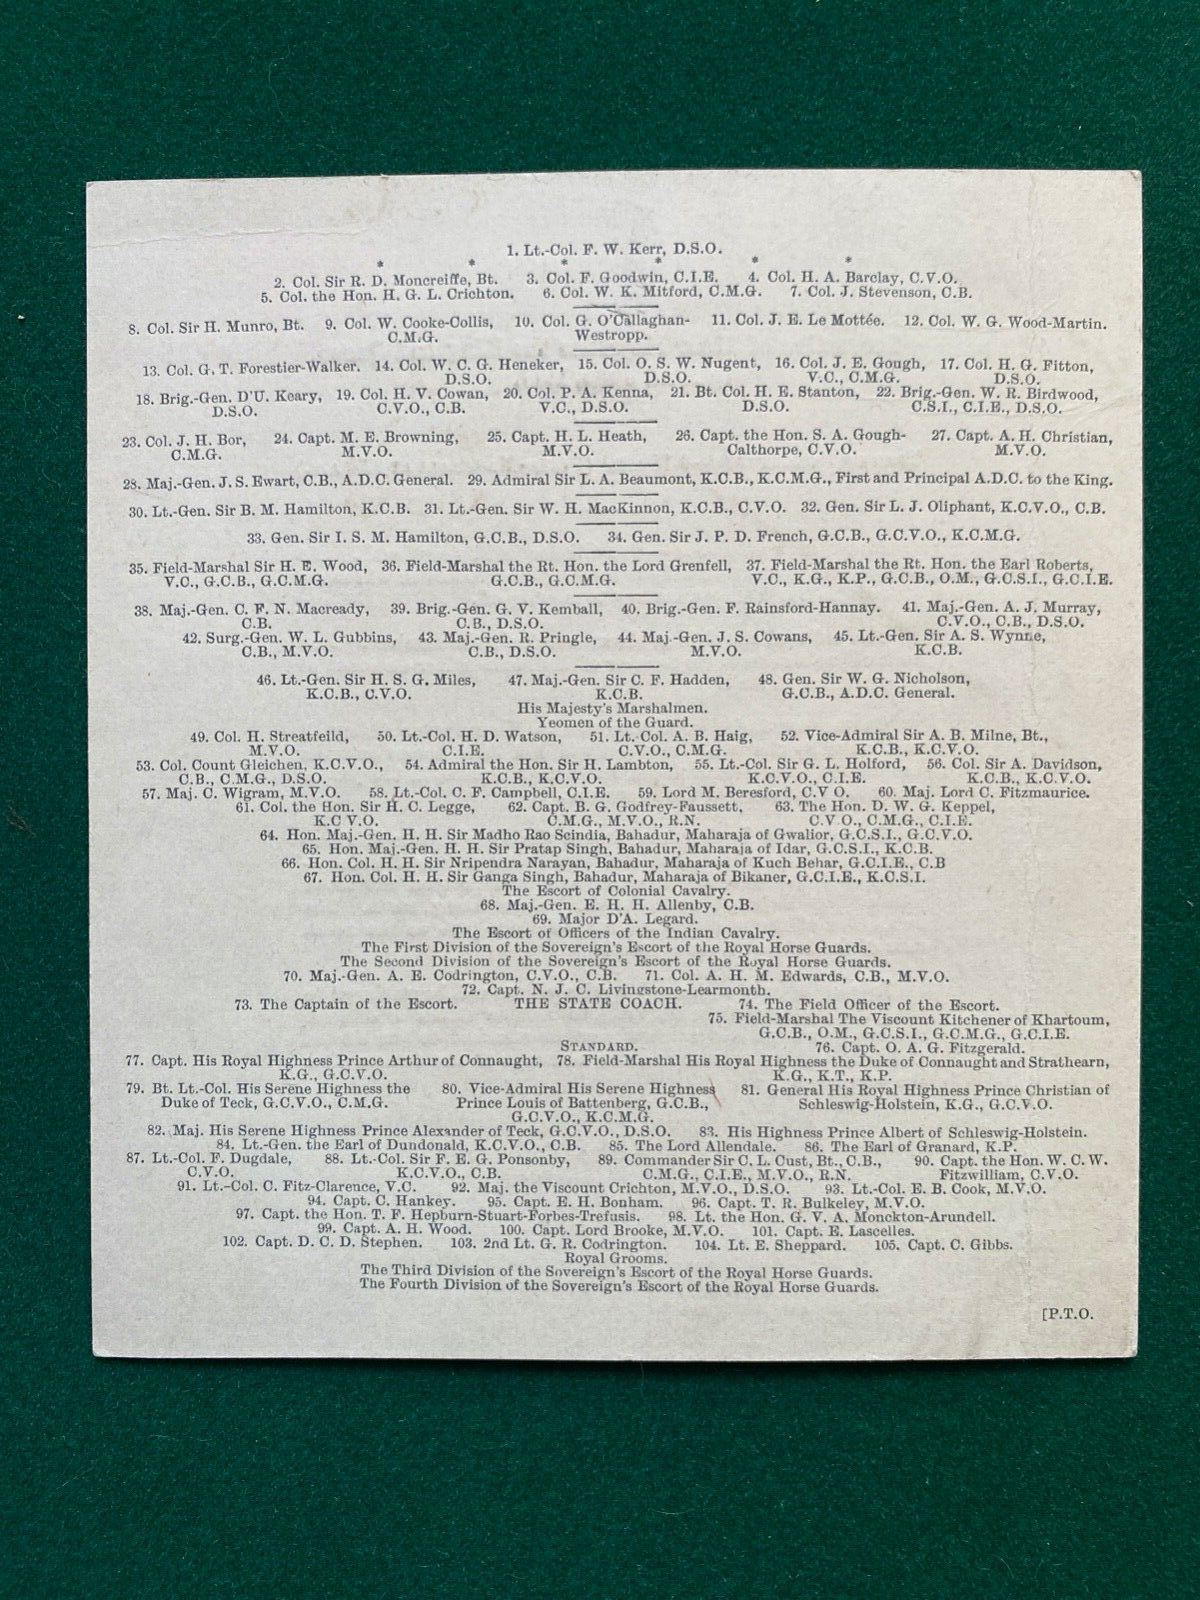 1. Lt.-Col. F. W. Kerr, D.S.O.
* * * * * *
2. Col. Sir R. D. Moncreiffe, Bt. 3. Col. F. Goodwin, C.I.E. 4. Col. H. A. Barclay, C.V.O.
5. Col. the Hon. H. G. L. Crichton. 6. Col. W. K. Mitford, C.M.G. 7. Col. J. Stevenson, C.B.
8. Col. Sir H. Munro, Bt. 9. Col. W. Cooke-Collis, 10. Col. G. O'Callaghan- 11. Col. J. E. Le Mottée. 12. Col. W. G. Wood-Martin.
C.M.G. Westropp.
13. Col. G. T. Forestier-Walker. 14. Col. W. C. G. Heneker, 15. Col. O. S. W. Nugent, 16. Col. J. E. Gough, 17. Col. H. G. Fitton,
D.S.O. D.S.O. V.C., C.M.G. D.S.O.
18. Brig.-Gen. D'U. Keary, 19. Col. H. V. Cowan, 20. Col. P. A. Kenna, 21. Bt. Col. H. E. Stanton, 22. Brig.-Gen. W. R. Birdwood,
D.S.O. C.V.O., C.B. V.C., D.S.O. D.S.O. C.S.I., C.I.E., D.S.O.
23. Col. J. H. Bor, 24. Capt. M. E. Browning, 25. Capt. H. L. Heath, 26. Capt. the Hon. S. A. Gough- 27. Capt. A. H. Christian,
C.M.G. M.V.O. M.V.O. Calthorpe, C.V.O. M.V.O.
28. Maj.-Gen. J. S. Ewart, C.B., A.D.C. General. 29. Admiral Sir L. A. Beaumont, K.C.B., K.C.M.G., First and Principal A.D.C. to the King.
30. Lt.-Gen. Sir B. M. Hamilton, K.C.B. 31. Lt.-Gen. Sir W. H. MacKinnon, K.C.B., C.V.O. 32. Gen. Sir L. J. Oliphant, K.C.V.O., C.B.
33. Gen. Sir I. S. M. Hamilton, G.C.B., D.S.O. 34. Gen. Sir J. P. D. French, G.C.B., G.C.V.O., K.C.M.G.
35. Field-Marshal Sir H. E. Wood, 36. Field-Marshal the Rt. Hon. the Lord Grenfell, 37. Field-Marshal the Rt. Hon. the Earl Roberts,
V.C., G.C.B., G.C.M.G. G.C.B., G.C.M.G. V.C., K.G., K.P., G.C.B., O.M., G.C.S.I., G.C.I.E.
38. Maj.-Gen. C. F. N. Macready, 39. Brig.-Gen. G. V. Kemball, 40. Brig.-Gen. F. Rainsford-Hannay. 41. Maj.-Gen. A. J. Murray,
C.B. C.B., D.S.O. C.V.O., C.B., D.S.O.
42. Surg.-Gen. W. L. Gubbins, 43. Maj.-Gen. R. Pringle, 44. Maj.-Gen. J. S. Cowans, 45. Lt.-Gen. Sir A. S. Wynne,
C.B., M.V.O. C.B., D.S.O. M.V.O. K.C.B.
46. Lt.-Gen. Sir H. S. G. Miles, 47. Maj.-Gen. Sir C. F. Hadden, 48. Gen. Sir W. G. Nicholson,
K.C.B., C.V.O. K.C.B. G.C.B., A.D.C. General.
His Majesty's Marshalmen.
Yeomen of the Guard.
49. Col. H. Streatfeild, 50. Lt.-Col. H. D. Watson, 51. Lt.-Col. A. B. Haig, 52. Vice-Admiral Sir A. B. Milne, Bt.,
M.V.O. C.I.E. C.V.O., C.M.G. K.C.B., K.C.V.O.
53. Col. Count Gleichen, K.C.V.O., 54. Admiral the Hon. Sir H. Lambton, 55. Lt.-Col. Sir G. L. Holford, 56. Col. Sir A. Davidson,
C.B., C.M.G., D.S.O. K.C.B., K.C.V.O. K.C.V.O., C.I.E. K.C.B., K.C.V.O.
57. Maj. C. Wigram, M.V.O. 58. Lt.-Col. C. F. Campbell, C.I.E. 59. Lord M. Beresford, C.V O. 60. Maj. Lord C. Fitzmaurice.
61. Col. the Hon. Sir H. C. Legge, 62. Capt. B. G. Godfrey-Faussett, 63. The Hon. D. W. G. Keppel,
K.C V.O. C.M.G., M.V.O., R.N. C.V O., C.M.G., C.I.E.
64. Hon. Maj.-Gen. H. H. Sir Madho Rao Scindia, Bahadur, Maharaja of Gwalior, G.C.S.I., G.C.V.O.
65. Hon. Maj.-Gen. H. H. Sir Pratap Singh, Bahadur, Maharaja of Idar, G.C.S.I., K.C.B.
66. Hon. Col. H. H. Sir Nripendra Narayan, Bahadur, Maharaja of Kuch Behar, G.C.I.E., C.B
67. Hon. Col. H. H. Sir Ganga Singh, Bahadur, Maharaja of Bikaner, G.C.I.E., K.C.S.I.
The Escort of Colonial Cavalry.
68. Maj.-Gen. E. H. H. Allenby, C.B.
69. Major D'A. Legard.
The Escort of Officers of the Indian Cavalry.
The First Division of the Sovereign's Escort of the Royal Horse Guards.
The Second Division of the Sovereign's Escort of the Royal Horse Guards.
70. Maj.-Gen. A. E. Codrington, C.V.O., C.B. 71. Col. A. H. M. Edwards, C.B., M.V.O.
72. Capt. N. J. C. Livingstone-Learmonth.
73. The Captain of the Escort. THE STATE COACH. 74. The Field Officer of the Escort.
75. Field-Marshal The Viscount Kitchener of Khartoum,
G.C.B., O.M., G.C.S.I., G.C.M.G., G.C.I.E.
STANDARD. 76. Capt. O. A. G. Fitzgerald.
77. Capt. His Royal Highness Prince Arthur of Connaught, 78. Field-Marshal His Royal Highness the Duke of Connaught and Strathearn,
K.G., G.C.V.O. K.G., K.T., K.P.
79. Bt. Lt.-Col. His Serene Highness the 80. Vice-Admiral His Serene Highness 81. General His Royal Highness Prince Christian of
Duke of Teck, G.C.V.O., C.M.G. Prince Louis of Battenberg, G.C.B., Schleswig-Holstein, K.G., G.C.V.O.
G.C.V.O., K.C.M.G.
82. Maj. His Serene Highness Prince Alexander of Teck, G.C.V.O., D.S.O. 83. His Highness Prince Albert of Schleswig-Holstein.
84. Lt.-Gen. the Earl of Dundonald, K.C.V.O., C.B. 85. The Lord Allendale. 86. The Earl of Granard, K.P.
87. Lt.-Col. F. Dugdale, 88. Lt.-Col. Sir F. E. G. Ponsonby, 89. Commander Sir C. L. Cust, Bt., C.B., 90. Capt. the Hon. W. C. W.
C.V.O. K.C.V.O., C.B. C.M.G., C.I.E., M.V.O., R.N. Fitzwilliam, C.V.O.
91. Lt.-Col. C. Fitz-Clarence, V.C. 92. Maj. the Viscount Crichton, M.V.O., D.S.O. 93. Lt.-Col. E. B. Cook, M.V.O.
94. Capt. C. Hankey. 95. Capt. E. H. Bonham. 96. Capt. T. R. Bulkeley, M.V.O.
97. Capt. the Hon. T. F. Hepburn-Stuart-Forbes-Trefusis. 98. Lt. the Hon. G. V. A. Monckton-Arundell.
99. Capt. A. H. Wood. 100. Capt. Lord Brooke, M.V.O. 101. Capt. E. Lascelles.
102. Capt. D. C. D. Stephen. 103. 2nd Lt. G. R. Codrington. 104. Lt. E. Sheppard. 105. Capt. C. Gibbs.
Royal Grooms.
The Third Division of the Sovereign's Escort of the Royal Horse Guards.
The Fourth Division of the Sovereign's Escort of the Royal Horse Guards.
[P.T.O.